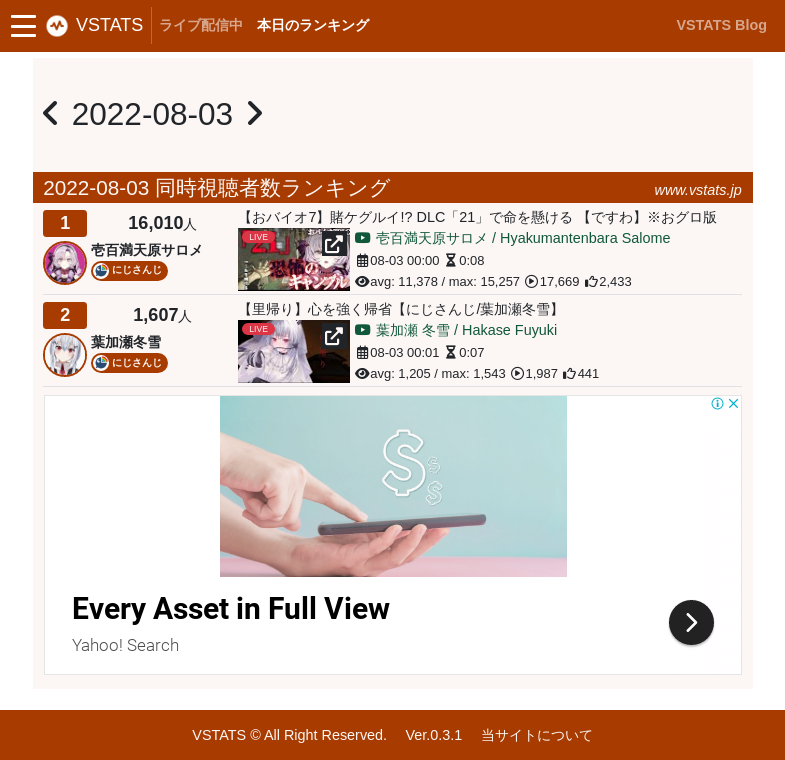 VSTATS ライブ配信中 本日のランキング VSTATS Blog
2022-08-03
2022-08-03 同時視聴者数ランキング www.vstats.jp
1 16,010人
壱百満天原サロメ
にじさんじ
【おバイオ7】賭ケグルイ!? DLC「21」で命を懸ける 【ですわ】※おグロ版
LIVE
「21」
恐怖の
ギャンブル
壱百満天原サロメ / Hyakumantenbara Salome
08-03 00:00 0:08
avg: 11,378 / max: 15,257 17,669 2,433
2 1,607人
葉加瀬冬雪
にじさんじ
【里帰り】心を強く帰省【にじさんじ/葉加瀬冬雪】
LIVE
葉加瀬 冬雪 / Hakase Fuyuki
08-03 00:01 0:07
avg: 1,205 / max: 1,543 1,987 441
Every Asset in Full View
Yahoo! Search
VSTATS © All Right Reserved. Ver.0.3.1 当サイトについて